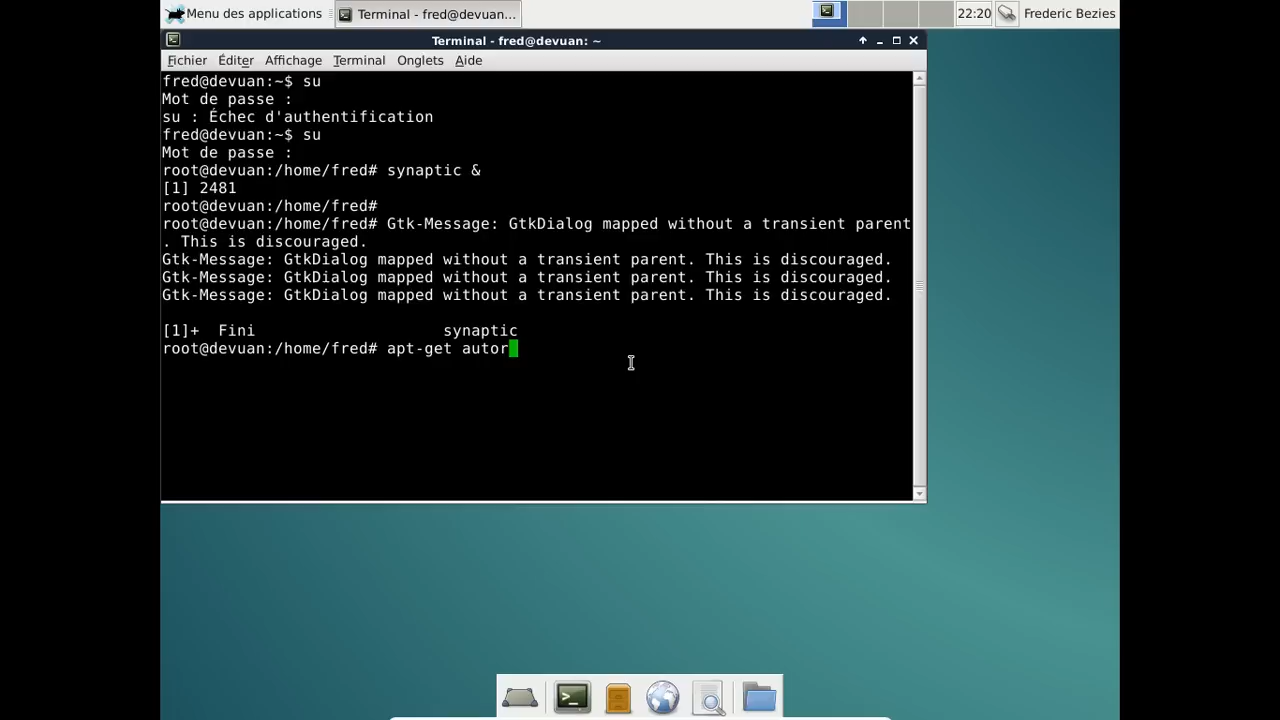 Menu des applications
Terminal - fred@devuan...
22:20
Frederic Bezies
Terminal - fred@devuan: ~
Fichier Éditer Affichage Terminal Onglets Aide
fred@devuan:~$ su
Mot de passe :
su : Échec d'authentification
fred@devuan:~$ su
Mot de passe :
root@devuan:/home/fred# synaptic &
[1] 2481
root@devuan:/home/fred#
root@devuan:/home/fred# Gtk-Message: GtkDialog mapped without a transient parent
. This is discouraged.
Gtk-Message: GtkDialog mapped without a transient parent. This is discouraged.
Gtk-Message: GtkDialog mapped without a transient parent. This is discouraged.
Gtk-Message: GtkDialog mapped without a transient parent. This is discouraged.
[1]+  Fini                    synaptic
root@devuan:/home/fred# apt-get autor